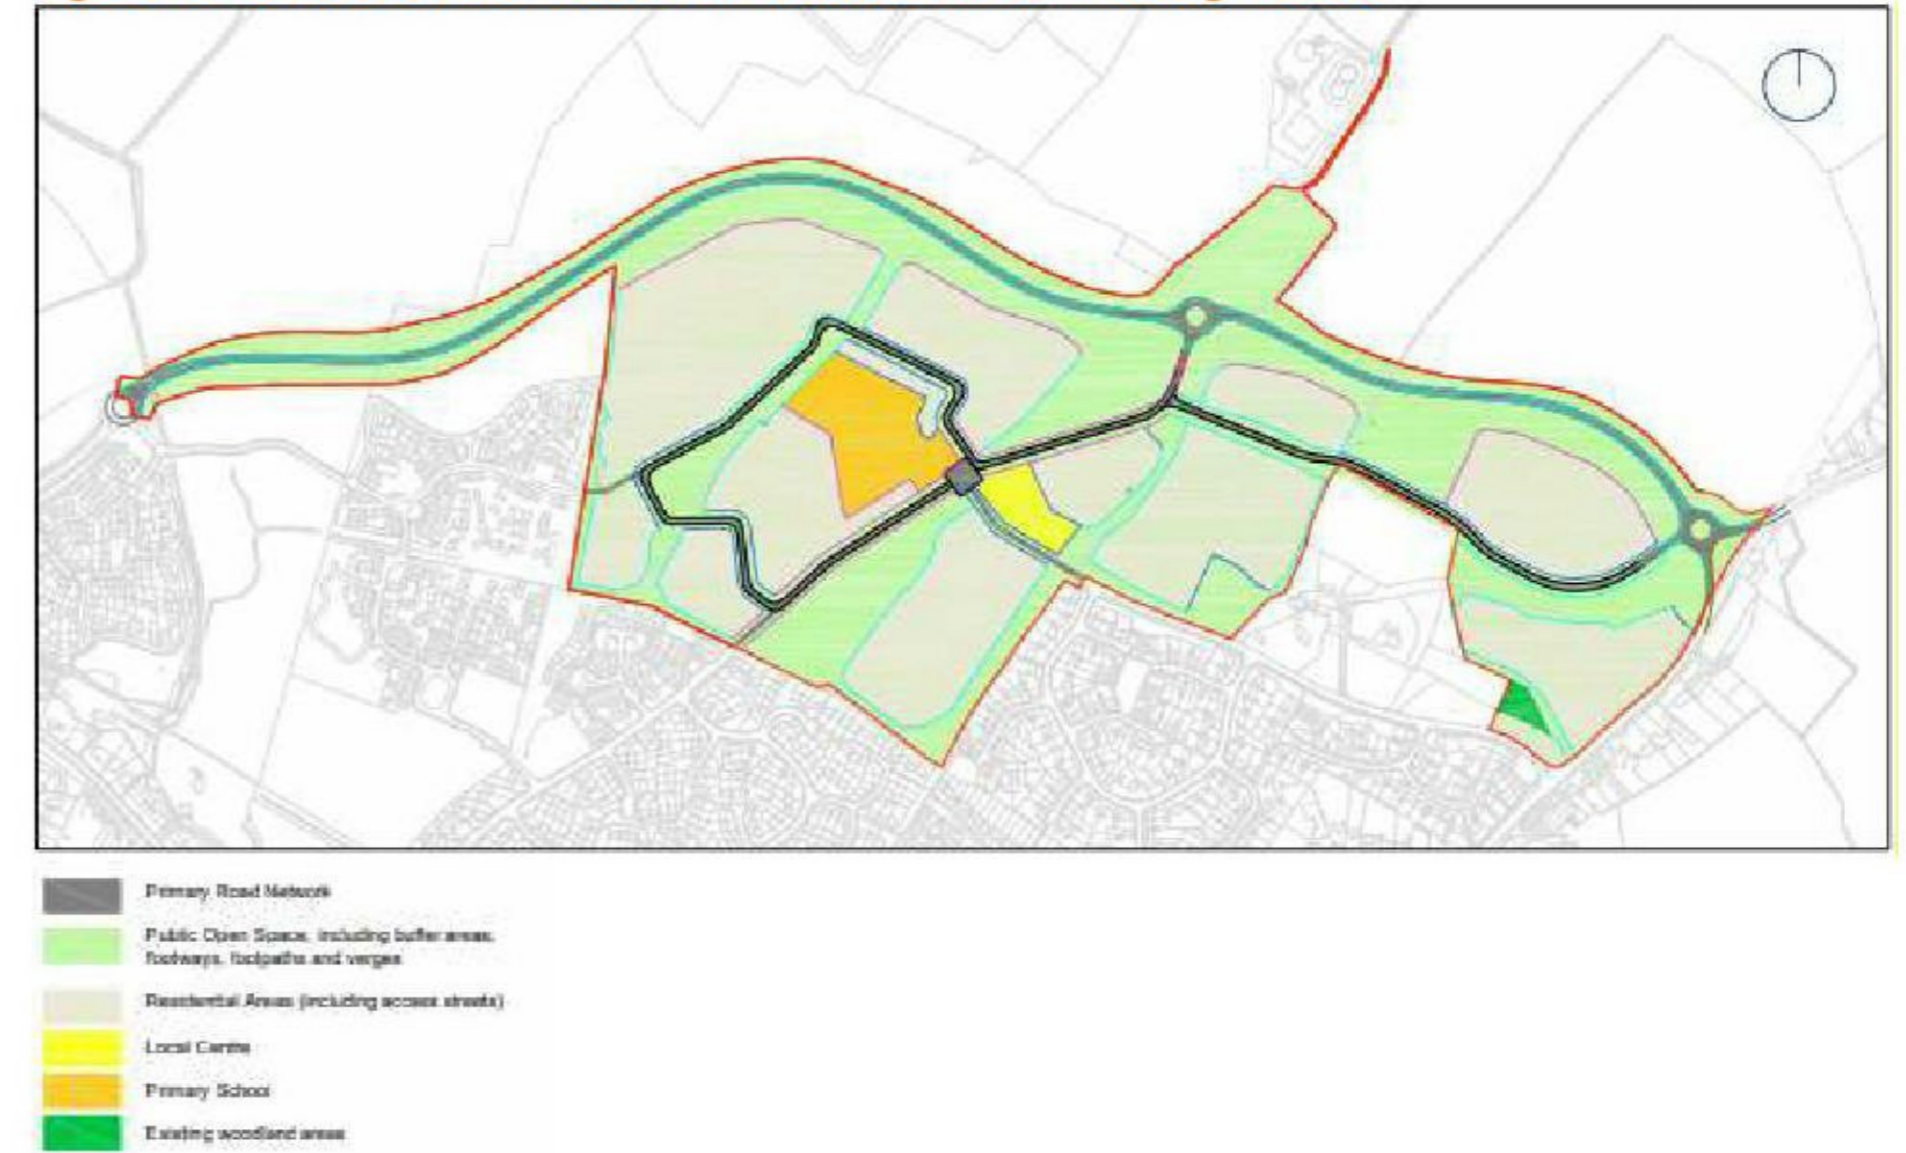 Primary Road Network
Public Open Space, including buffer areas,
footways, footpaths and verges
Residential Areas (including access streets)
Local Centre
Primary School
Existing woodland areas